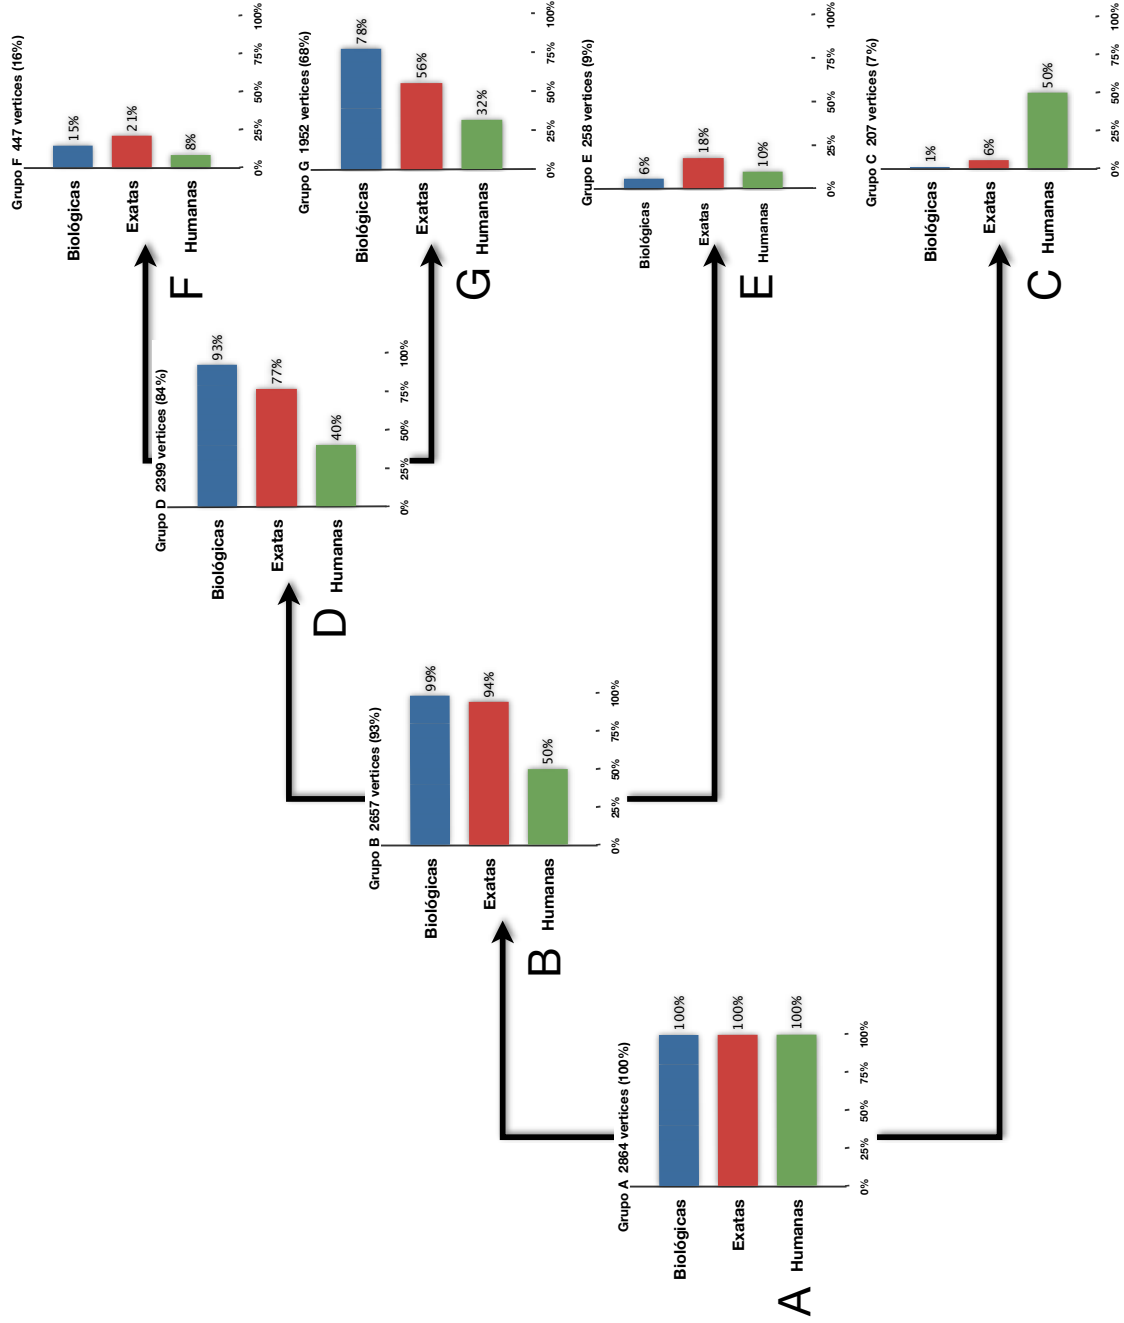 Grupo F 447 vertices (16%)
Biológicas
15%
Exatas
21%
Humanas
8%
0%
25%
50%
75%
100%
F
Grupo G 1952 vertices (68%)
Biológicas
78%
Exatas
56%
Humanas
32%
0%
25%
50%
75%
100%
G
Grupo D 2399 vertices (84%)
Biológicas
93%
Exatas
77%
Humanas
40%
0%
25%
50%
75%
100%
D
Grupo E 258 vertices (9%)
Biológicas
6%
Exatas
18%
Humanas
10%
0%
25%
50%
75%
100%
E
Grupo B 2657 vertices (93%)
Biológicas
99%
Exatas
94%
Humanas
50%
0%
25%
50%
75%
100%
B
Grupo C 207 vertices (7%)
Biológicas
1%
Exatas
6%
Humanas
50%
0%
25%
50%
75%
100%
C
Grupo A 2864 vertices (100%)
Biológicas
100%
Exatas
100%
Humanas
100%
0%
25%
50%
75%
100%
A